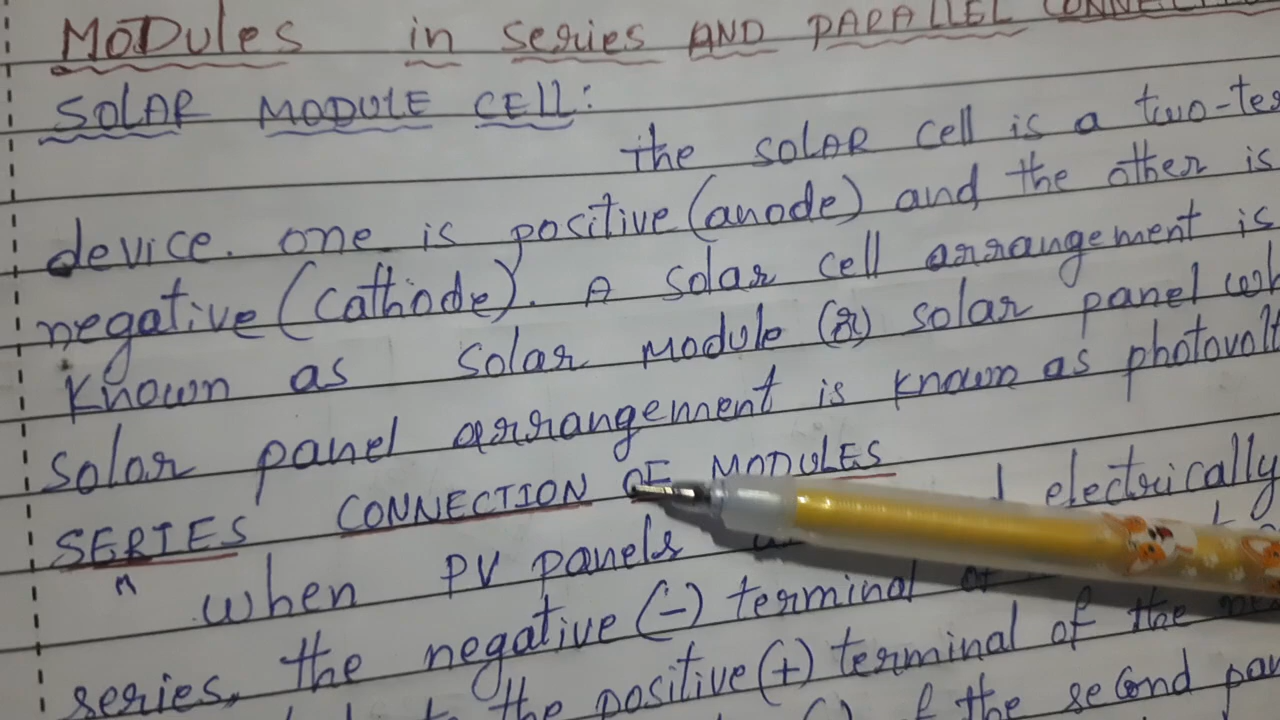 MODules in series AND PARALLEL
SOLAR MODULE CELL:
The solAR cell is a two-
device. one is positive (anode) and the other is
negative (Cathode). A solar cell arrangement is
Known as solar module (or) solar panel
solar panel arrangement is known as
SERIES CONNECTION OF MODULES
when PV panels electrically
series, the negative (-) terminal
the positive (+) terminal of the
the second